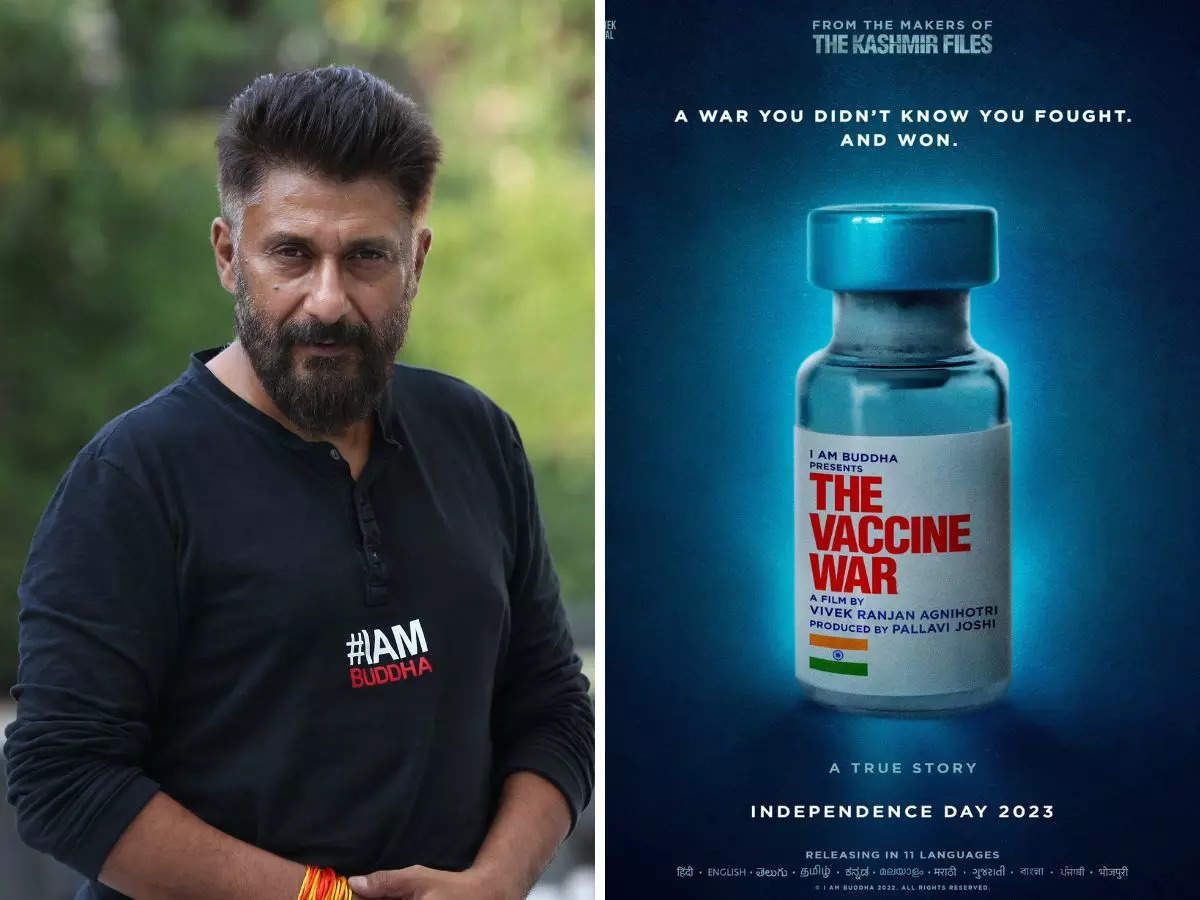 #IAM
BUDDHA
FROM THE MAKERS OF
THE KASHMIR FILES
A WAR YOU DIDN'T KNOW YOU FOUGHT.
AND WON.
I AM BUDDHA
PRESENTS
THE
VACCINE
WAR
A FILM BY
VIVEK RANJAN AGNIHOTRI
PRODUCED BY PALLAVI JOSHI
A TRUE STORY
INDEPENDENCE DAY 2023
RELEASING IN 11 LANGUAGES
हिंदी • ENGLISH • తెలుగు • தமிழ் • ಕನ್ನಡ • മലയാളം • मराठी • ગુજરાતી • বাংলা • ਪੰਜਾਬੀ • भोजपुरी
© I AM BUDDHA 2022. ALL RIGHTS RESERVED.